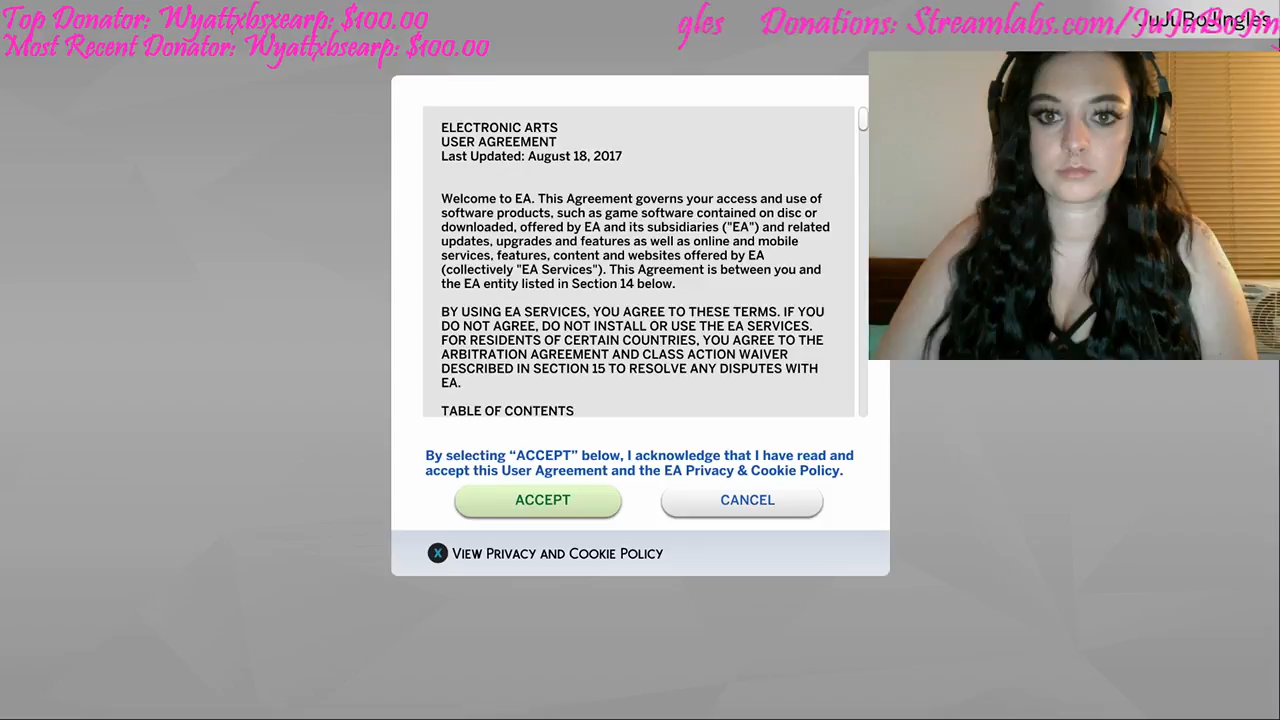 Top Donator: Wyattxbsxearp: $100.00
Most Recent Donator: Wyattxbsearp: $100.00
gles Donations: Streamlabs.com/JuJuBoJin
JuJuBoJingles
ELECTRONIC ARTS
USER AGREEMENT
Last Updated: August 18, 2017
Welcome to EA. This Agreement governs your access and use of
software products, such as game software contained on disc or
downloaded, offered by EA and its subsidiaries ("EA") and related
updates, upgrades and features as well as online and mobile
services, features, content and websites offered by EA
(collectively "EA Services"). This Agreement is between you and
the EA entity listed in Section 14 below.
BY USING EA SERVICES, YOU AGREE TO THESE TERMS. IF YOU
DO NOT AGREE, DO NOT INSTALL OR USE THE EA SERVICES.
FOR RESIDENTS OF CERTAIN COUNTRIES, YOU AGREE TO THE
ARBITRATION AGREEMENT AND CLASS ACTION WAIVER
DESCRIBED IN SECTION 15 TO RESOLVE ANY DISPUTES WITH
EA.
TABLE OF CONTENTS
By selecting “ACCEPT” below, I acknowledge that I have read and
accept this User Agreement and the EA Privacy & Cookie Policy.
ACCEPT
CANCEL
X VIEW PRIVACY AND COOKIE POLICY